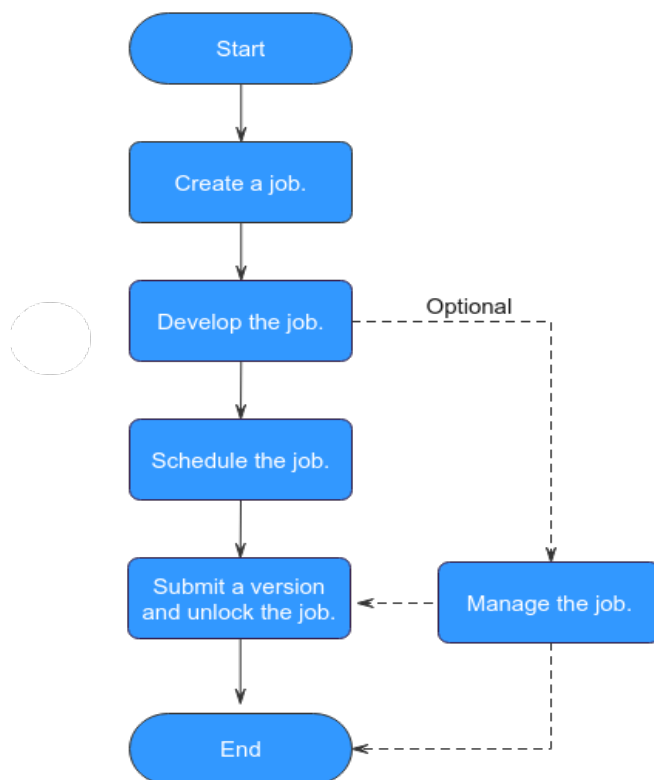 Start
Create a job.
Develop the job.
Optional
Schedule the job.
Submit a version
and unlock the job.
Manage the job.
End